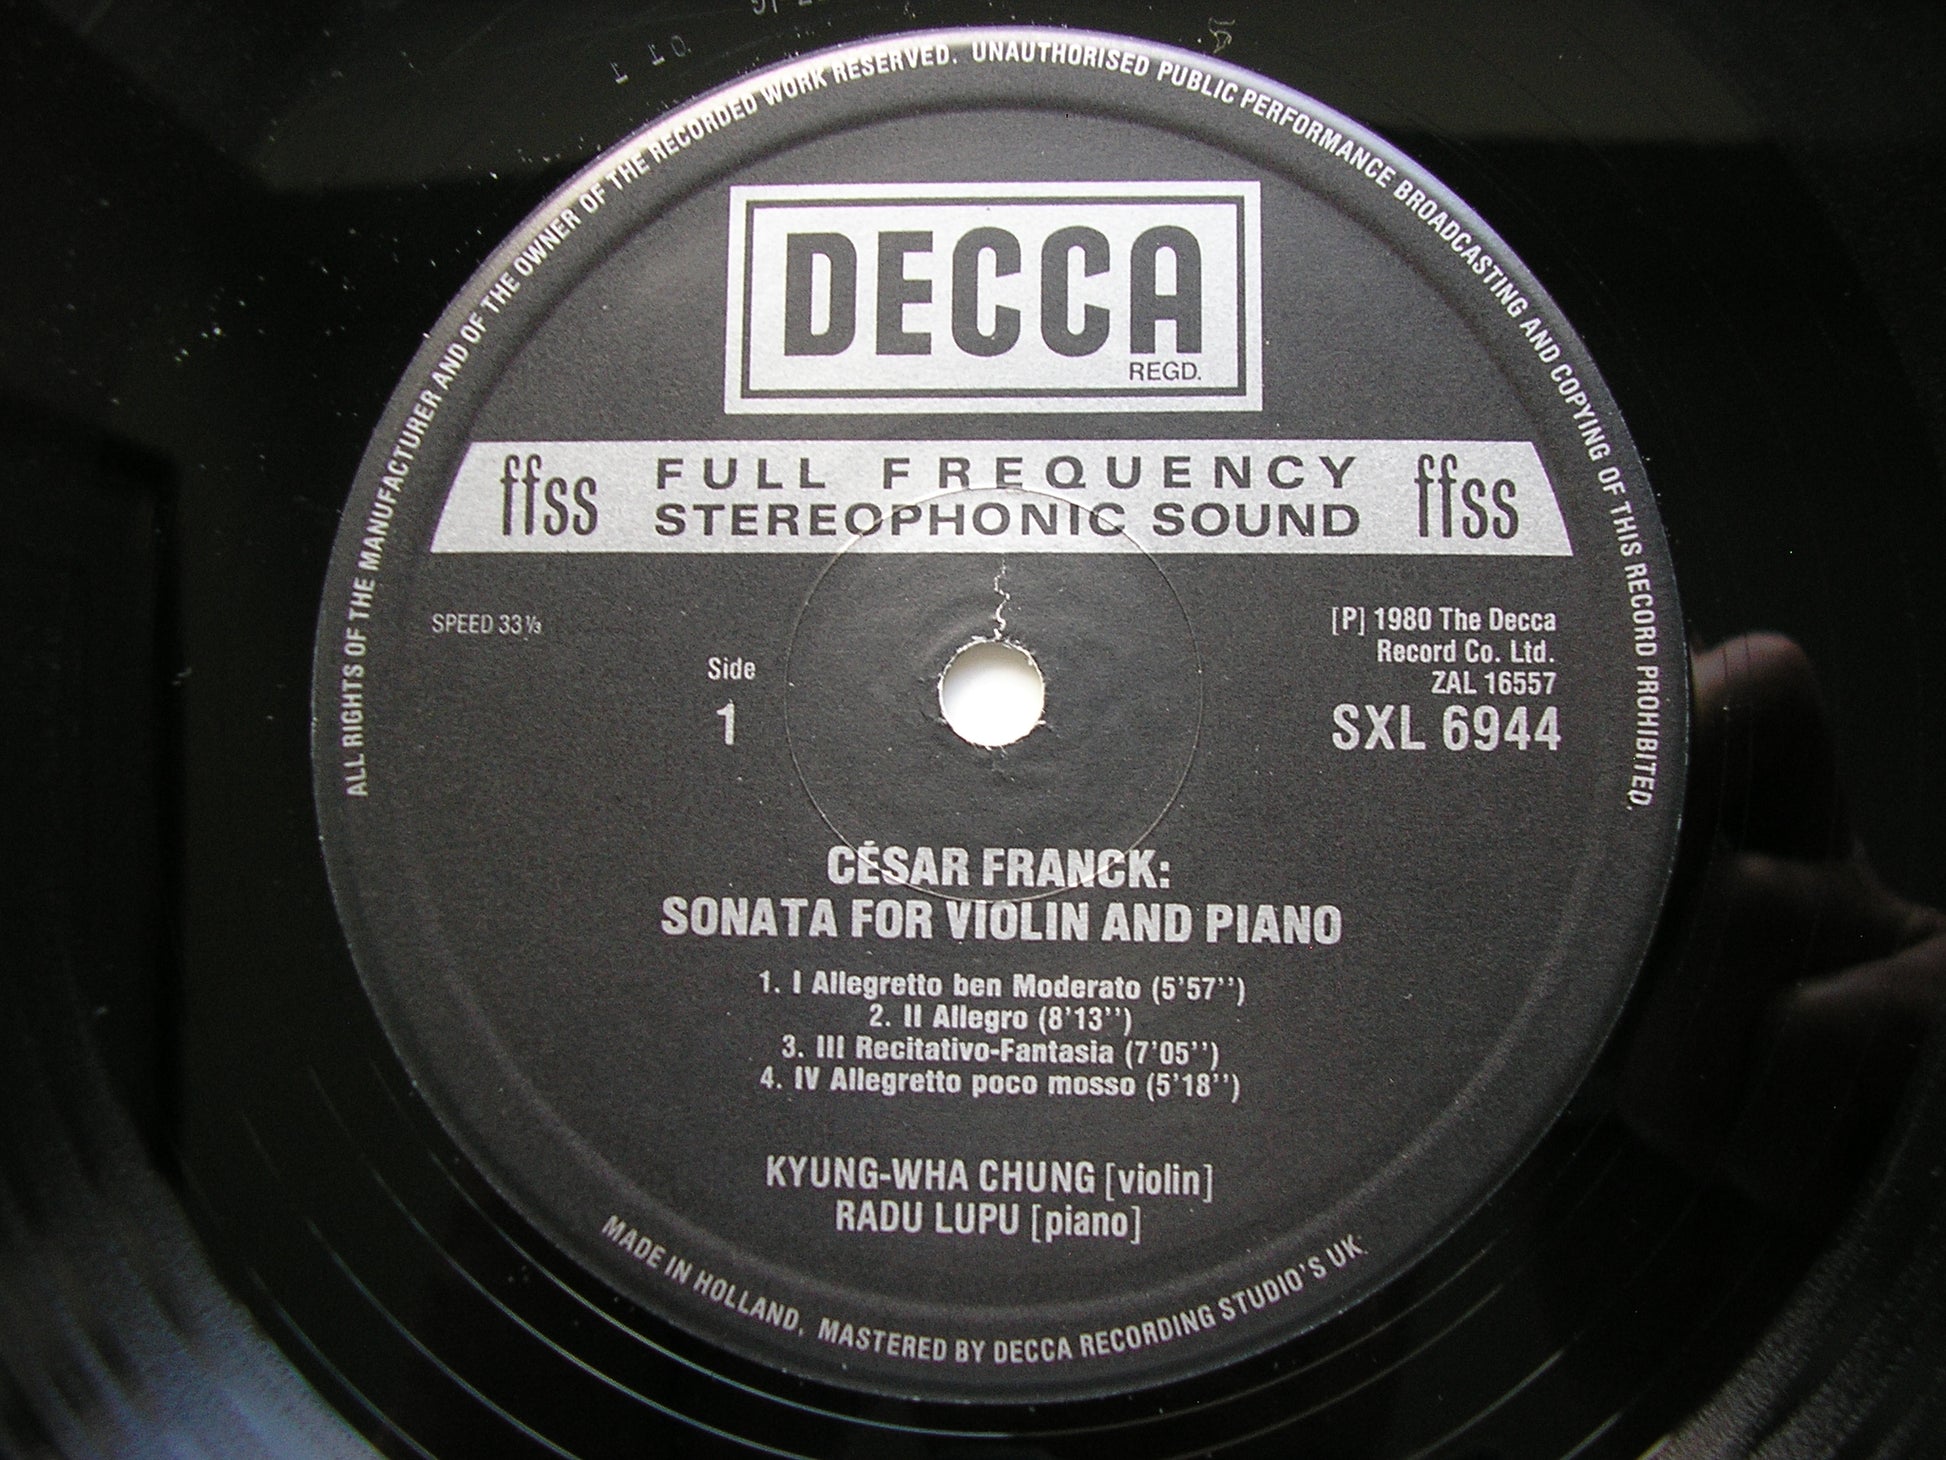 ALL RIGHTS OF THE MANUFACTURER AND OF THE OWNER OF THE RECORDED WORK RESERVED. UNAUTHORISED PUBLIC PERFORMANCE BROADCASTING AND COPYING OF THIS RECORD PROHIBITED.
DECCA
REGD.
ffss FULL FREQUENCY ffss
STEREOPHONIC SOUND
SPEED 33⅓
[P] 1980 The Decca
Record Co. Ltd.
ZAL 16557
SXL 6944
Side
1
CÉSAR FRANCK:
SONATA FOR VIOLIN AND PIANO
1. I Allegretto ben Moderato (5'57'')
2. II Allegro (8'13'')
3. III Recitativo-Fantasia (7'05'')
4. IV Allegretto poco mosso (5'18'')
KYUNG-WHA CHUNG [violin]
RADU LUPU [piano]
MADE IN HOLLAND. MASTERED BY DECCA RECORDING STUDIO'S UK.